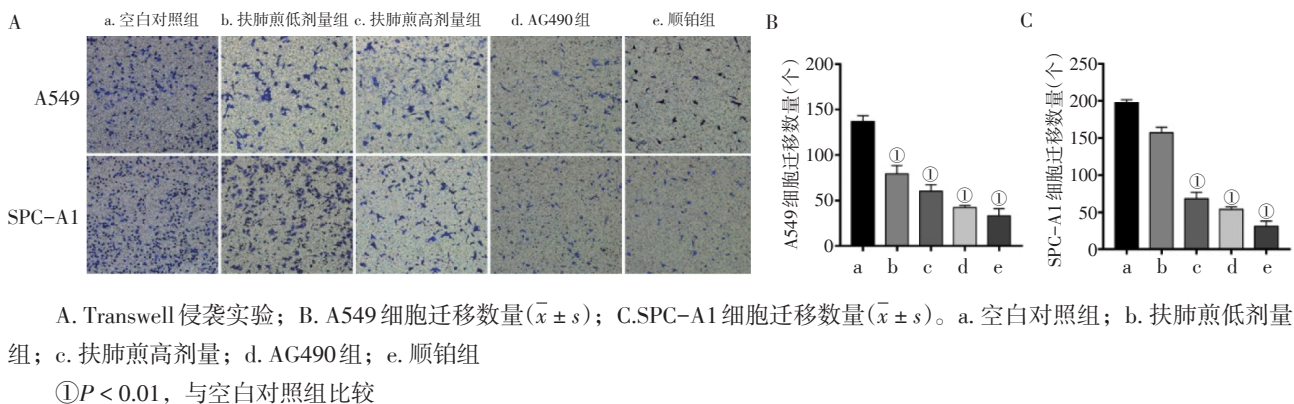 A
a. 空白对照组 b. 扶肺煎低剂量组 c. 扶肺煎高剂量组 d. AG490组 e. 顺铂组
A549
SPC-A1
B
A549细胞迁移数量(个)
200
150
100
50
0
① ① ① ①
a b c d e
C
SPC-A1细胞迁移数量(个)
250
200
150
100
50
0
① ① ①
a b c d e
A. Transwell侵袭实验；B. A549细胞迁移数量(x̄ ± s)；C.SPC-A1细胞迁移数量(x̄ ± s)。a. 空白对照组；b. 扶肺煎低剂量
组；c. 扶肺煎高剂量；d. AG490组；e. 顺铂组
①P < 0.01，与空白对照组比较